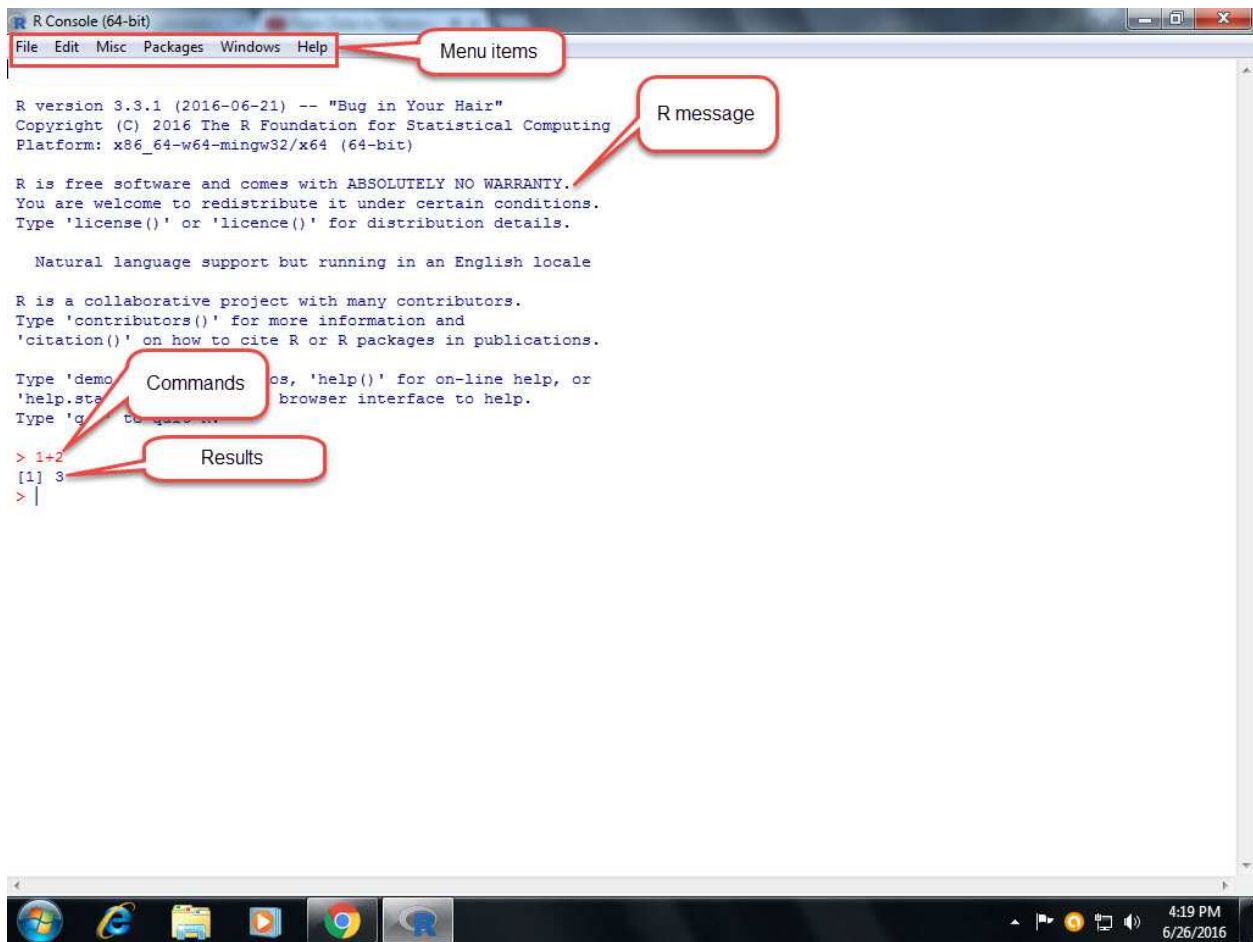 R Console (64-bit)
File Edit Misc Packages Windows Help
Menu items
R version 3.3.1 (2016-06-21) -- "Bug in Your Hair"
Copyright (C) 2016 The R Foundation for Statistical Computing
Platform: x86_64-w64-mingw32/x64 (64-bit)
R message
R is free software and comes with ABSOLUTELY NO WARRANTY.
You are welcome to redistribute it under certain conditions.
Type 'license()' or 'licence()' for distribution details.
Natural language support but running in an English locale
R is a collaborative project with many contributors.
Type 'contributors()' for more information and
'citation()' on how to cite R or R packages in publications.
Type 'demo os, 'help()' for on-line help, or
Commands
'help.sta browser interface to help.
Type 'q to quit R.
> 1+2
Results
[1] 3
>
4:19 PM
6/26/2016